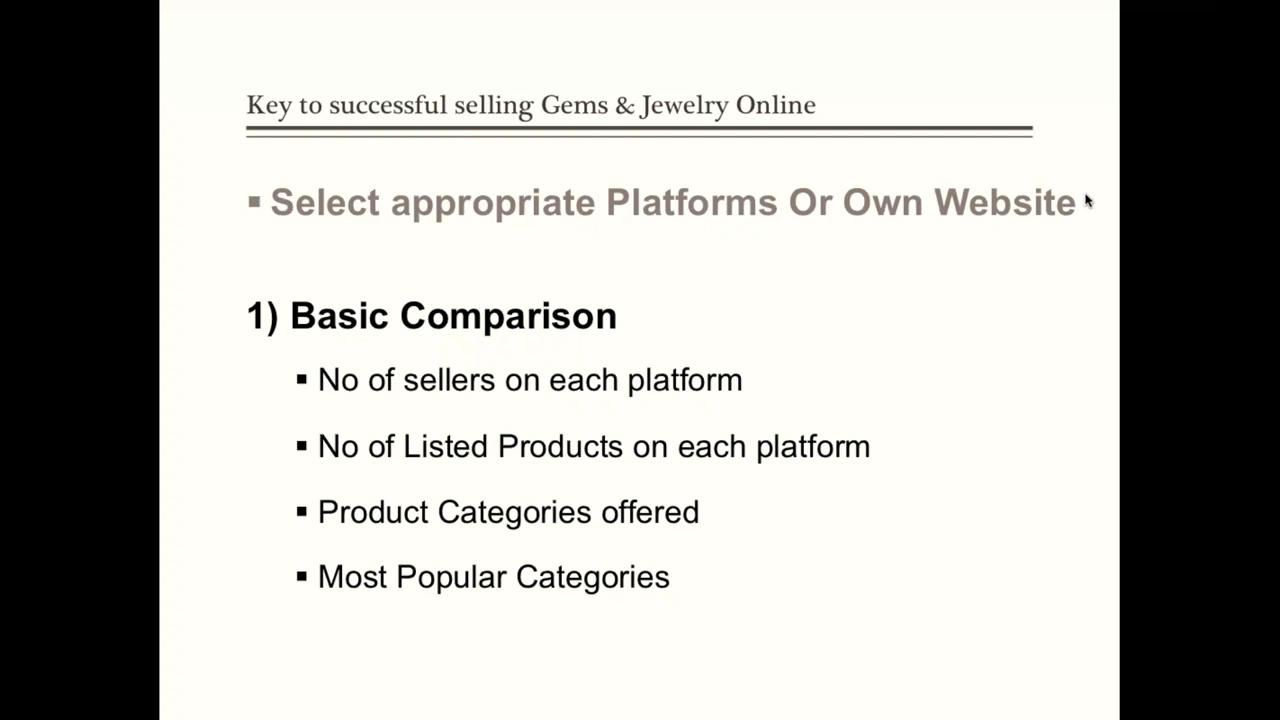 Key to successful selling Gems & Jewelry Online
▪ Select appropriate Platforms Or Own Website
1) Basic Comparison
▪ No of sellers on each platform
▪ No of Listed Products on each platform
▪ Product Categories offered
▪ Most Popular Categories